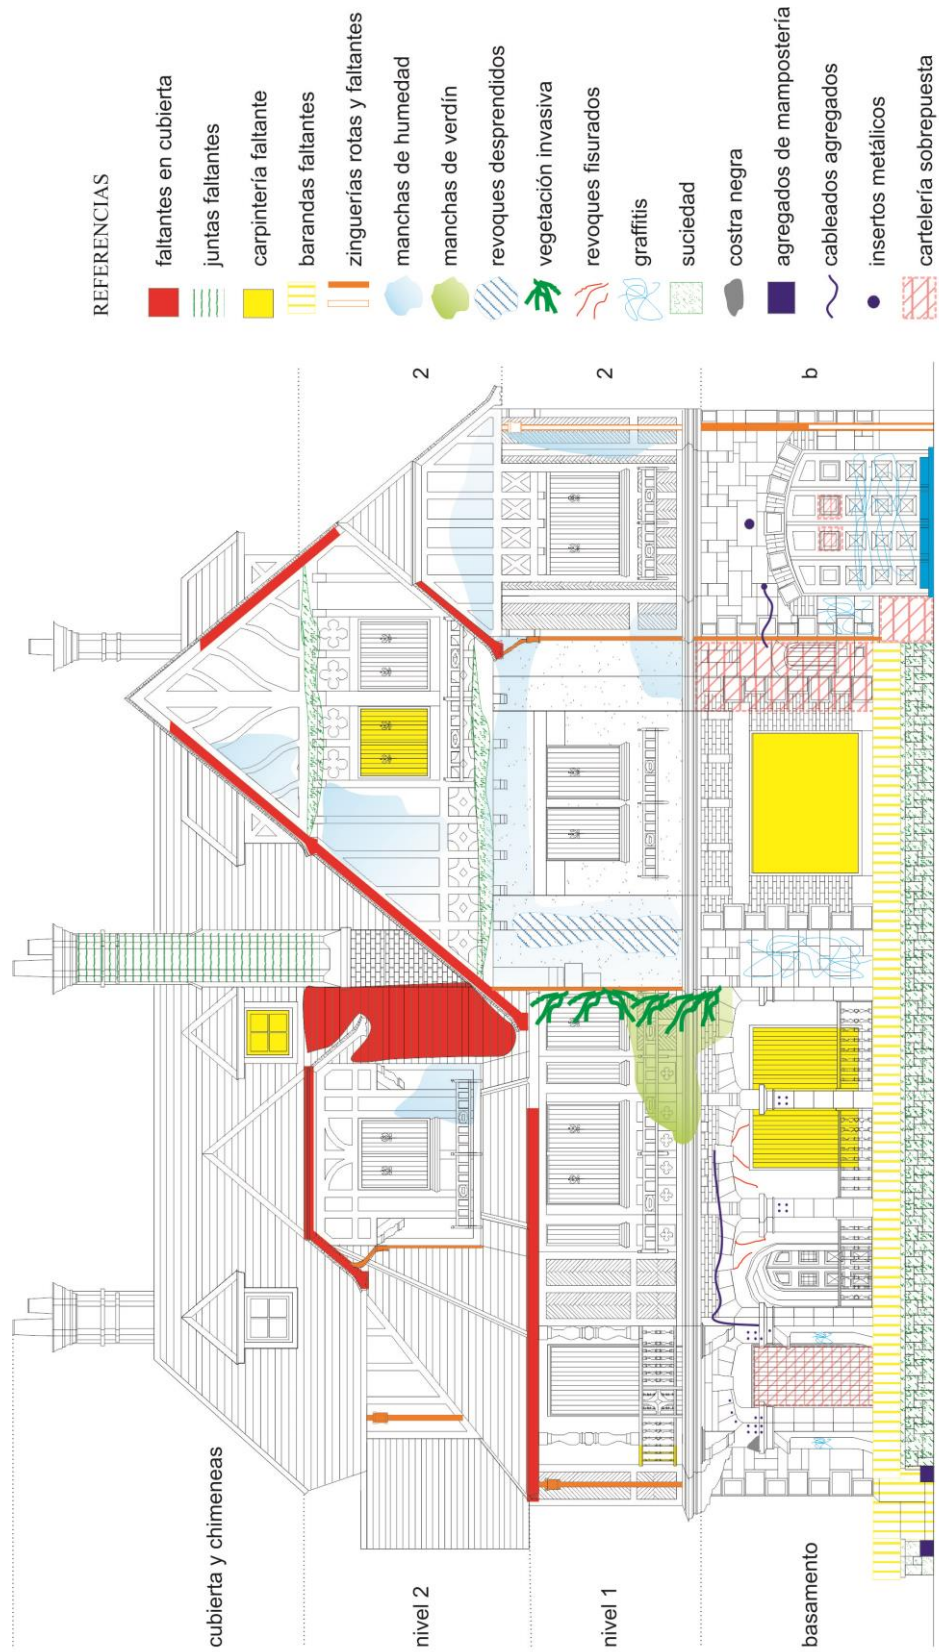 REFERENCIAS
faltantes en cubierta
juntas faltantes
carpintería faltante
barandas faltantes
zinguerías rotas y faltantes
manchas de humedad
manchas de verdín
revoques desprendidos
vegetación invasiva
revoques fisurados
graffitis
suciedad
costra negra
agregados de mampostería
cableados agregados
insertos metálicos
cartelería sobrepuesta
cubierta y chimeneas
nivel 2
2
nivel 1
2
basamento
b